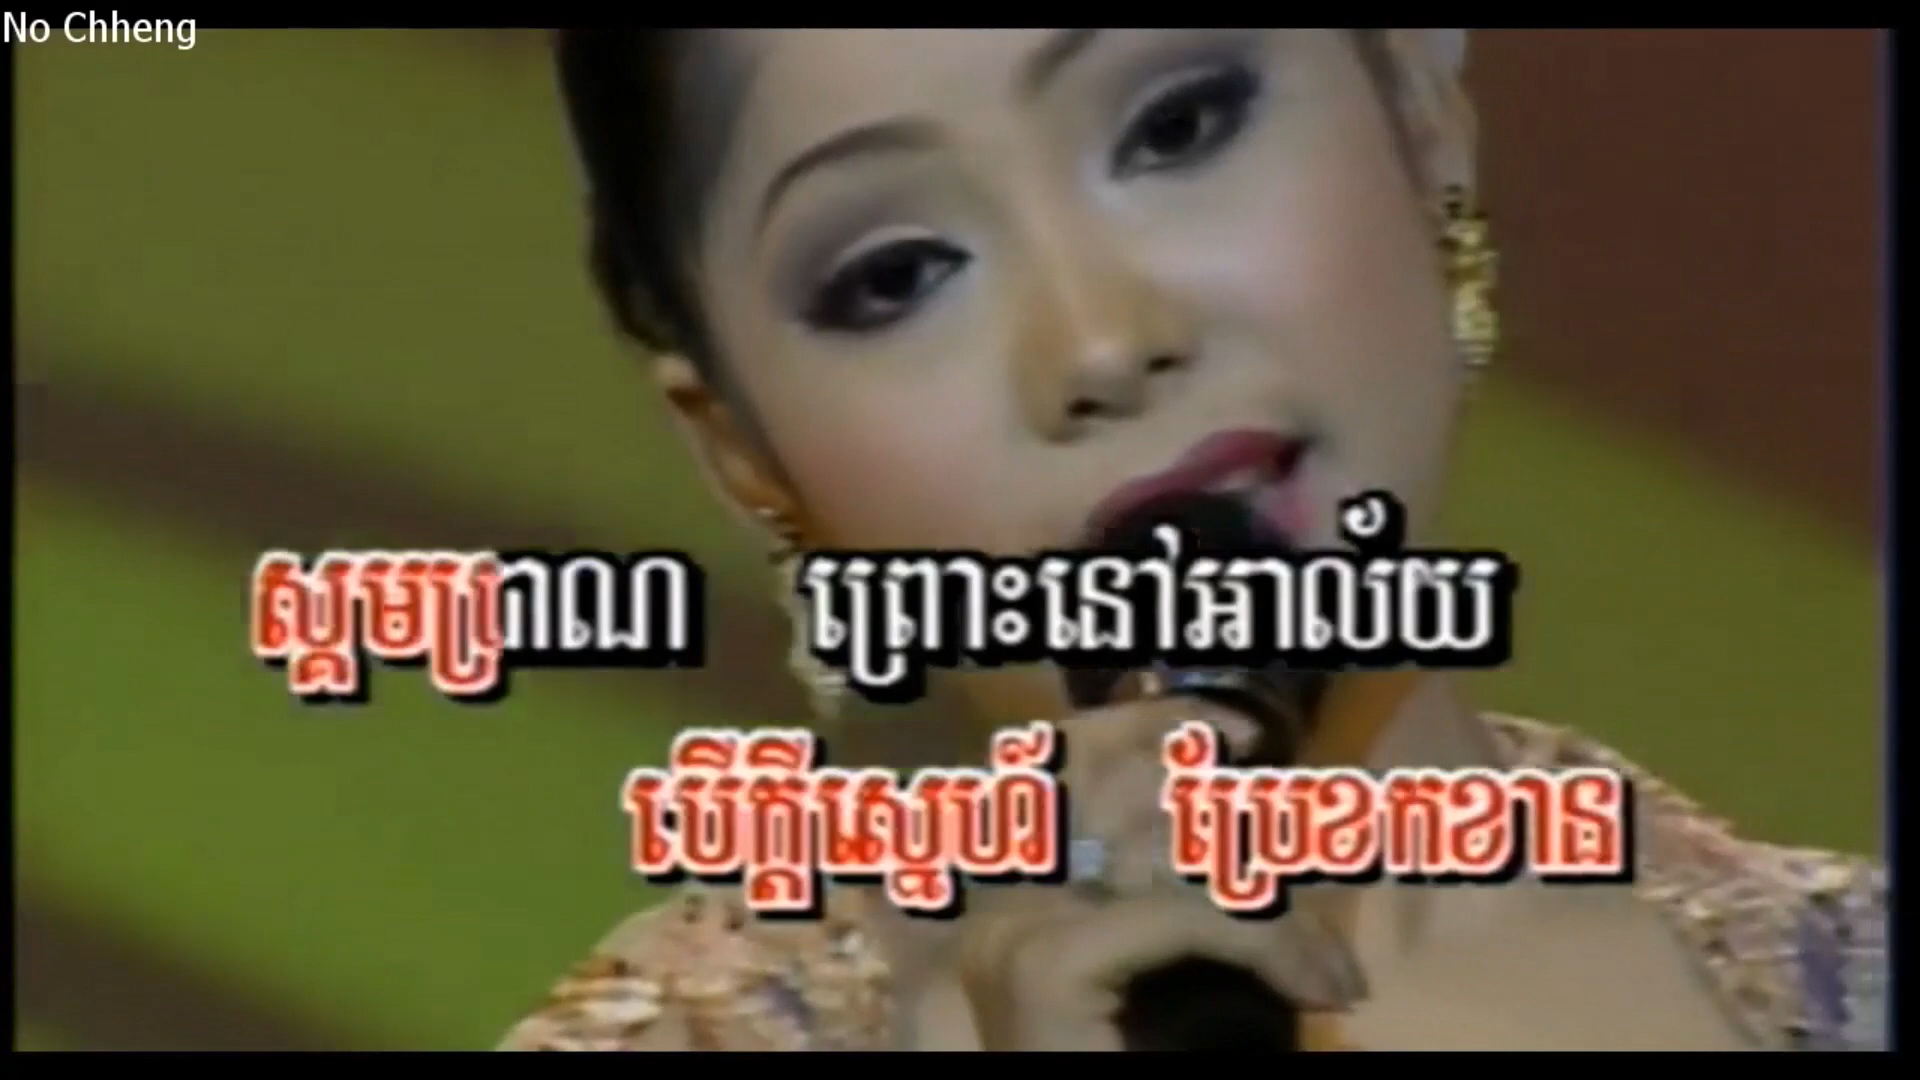 No Chheng
ស្គមប្រាណ ព្រោះនៅអាល័យ
បើក្ដីស្នេហ៍ ប្រែខកខាន